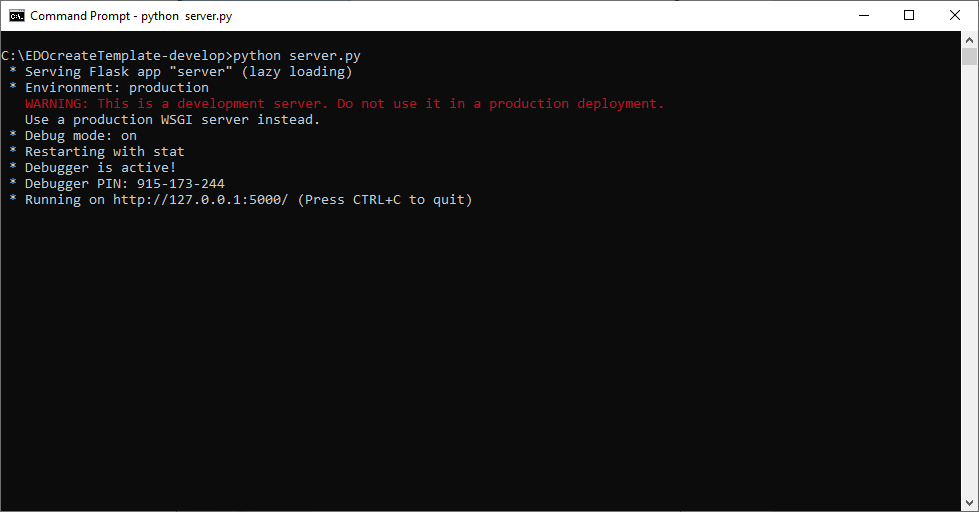 Command Prompt - python  server.py
C:\EDOcreateTemplate-develop>python server.py
 * Serving Flask app "server" (lazy loading)
 * Environment: production
   WARNING: This is a development server. Do not use it in a production deployment.
   Use a production WSGI server instead.
 * Debug mode: on
 * Restarting with stat
 * Debugger is active!
 * Debugger PIN: 915-173-244
 * Running on http://127.0.0.1:5000/ (Press CTRL+C to quit)